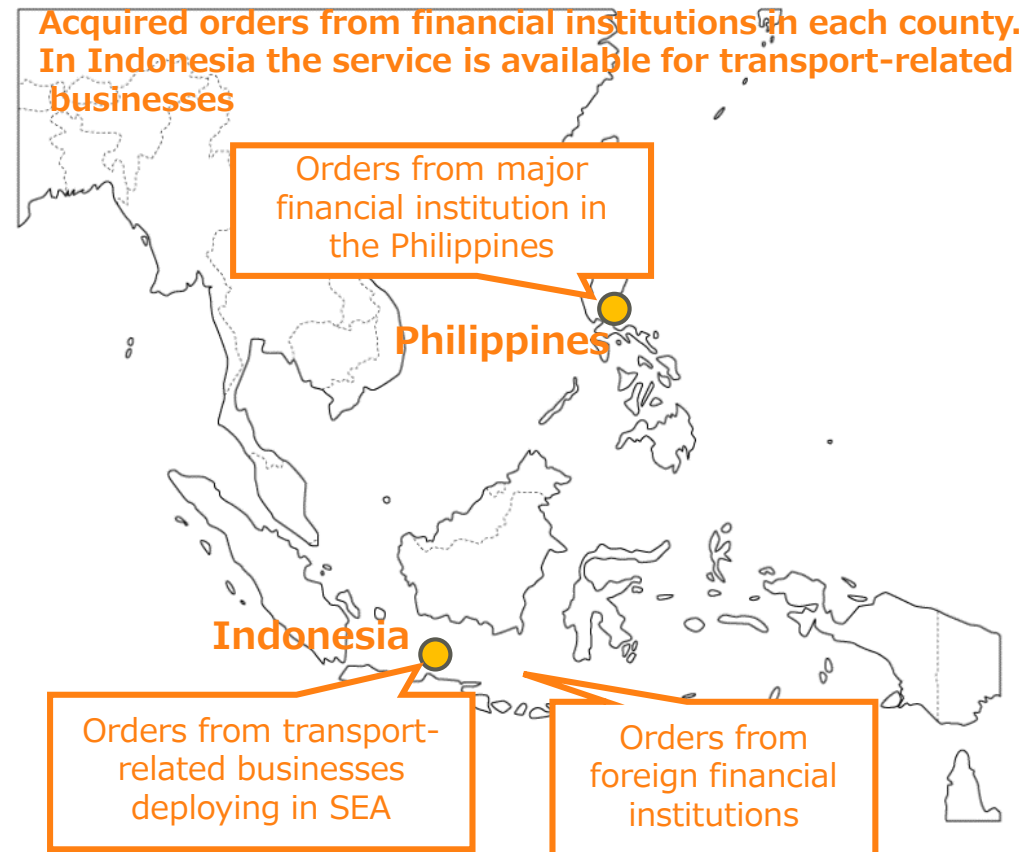 Acquired orders from financial institutions in each county.
In Indonesia the service is available for transport-related
businesses
Orders from major
financial institution in
the Philippines
Philippines
Indonesia
Orders from transport-
related businesses
deploying in SEA
Orders from
foreign financial
institutions